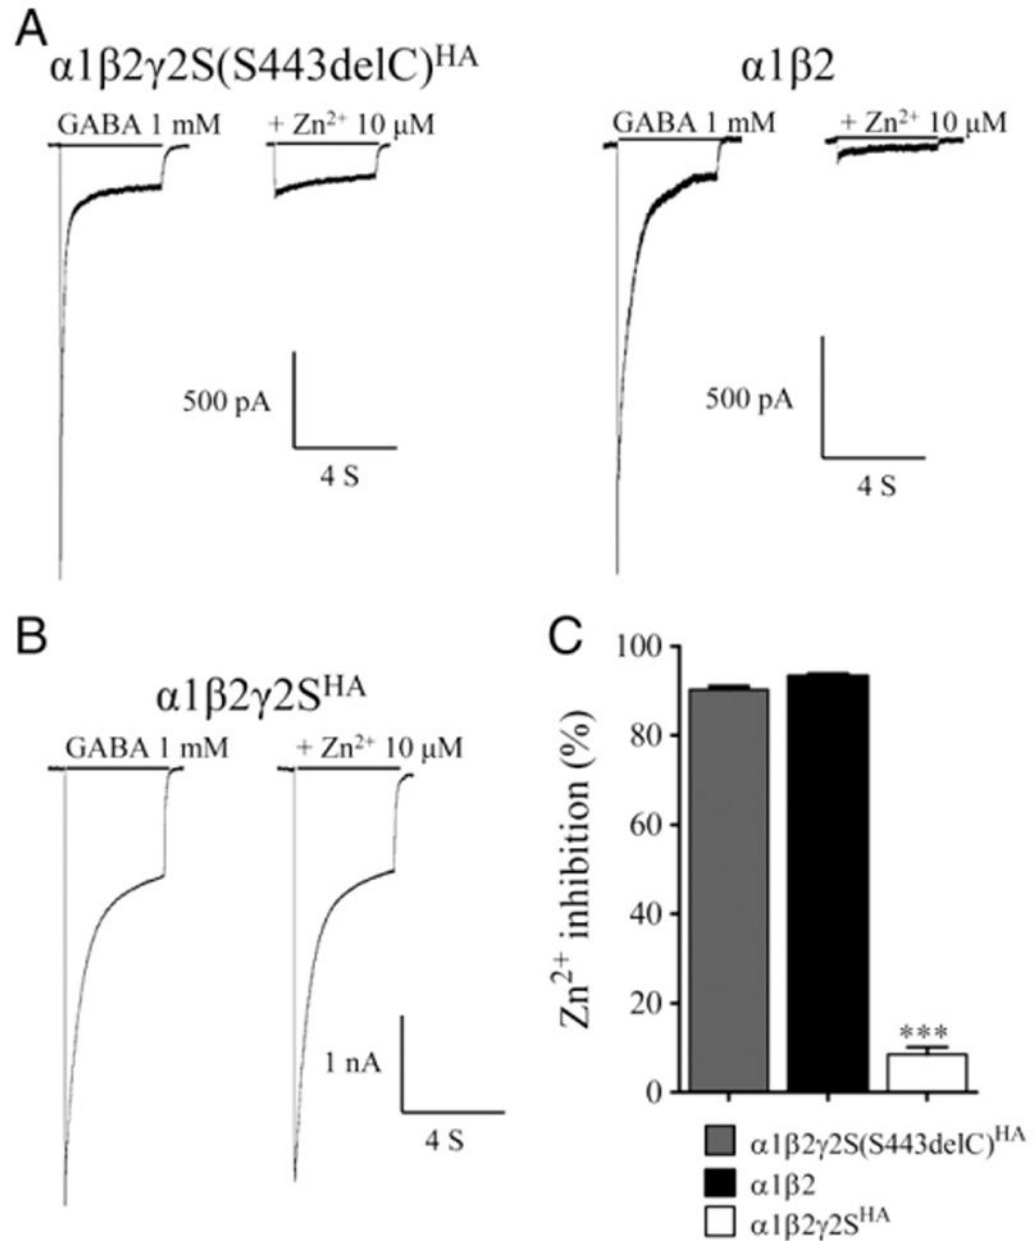 A
α1β2γ2S(S443delC)ᴴᴬ
α1β2
GABA 1 mM
+ Zn²⁺ 10 μM
GABA 1 mM
+ Zn²⁺ 10 μM
500 pA
4 S
500 pA
4 S
B
α1β2γ2Sᴴᴬ
GABA 1 mM
+ Zn²⁺ 10 μM
1 nA
4 S
C
Zn²⁺ inhibition (%)
100
80
60
40
20
0
***
α1β2γ2S(S443delC)ᴴᴬ
α1β2
α1β2γ2Sᴴᴬ